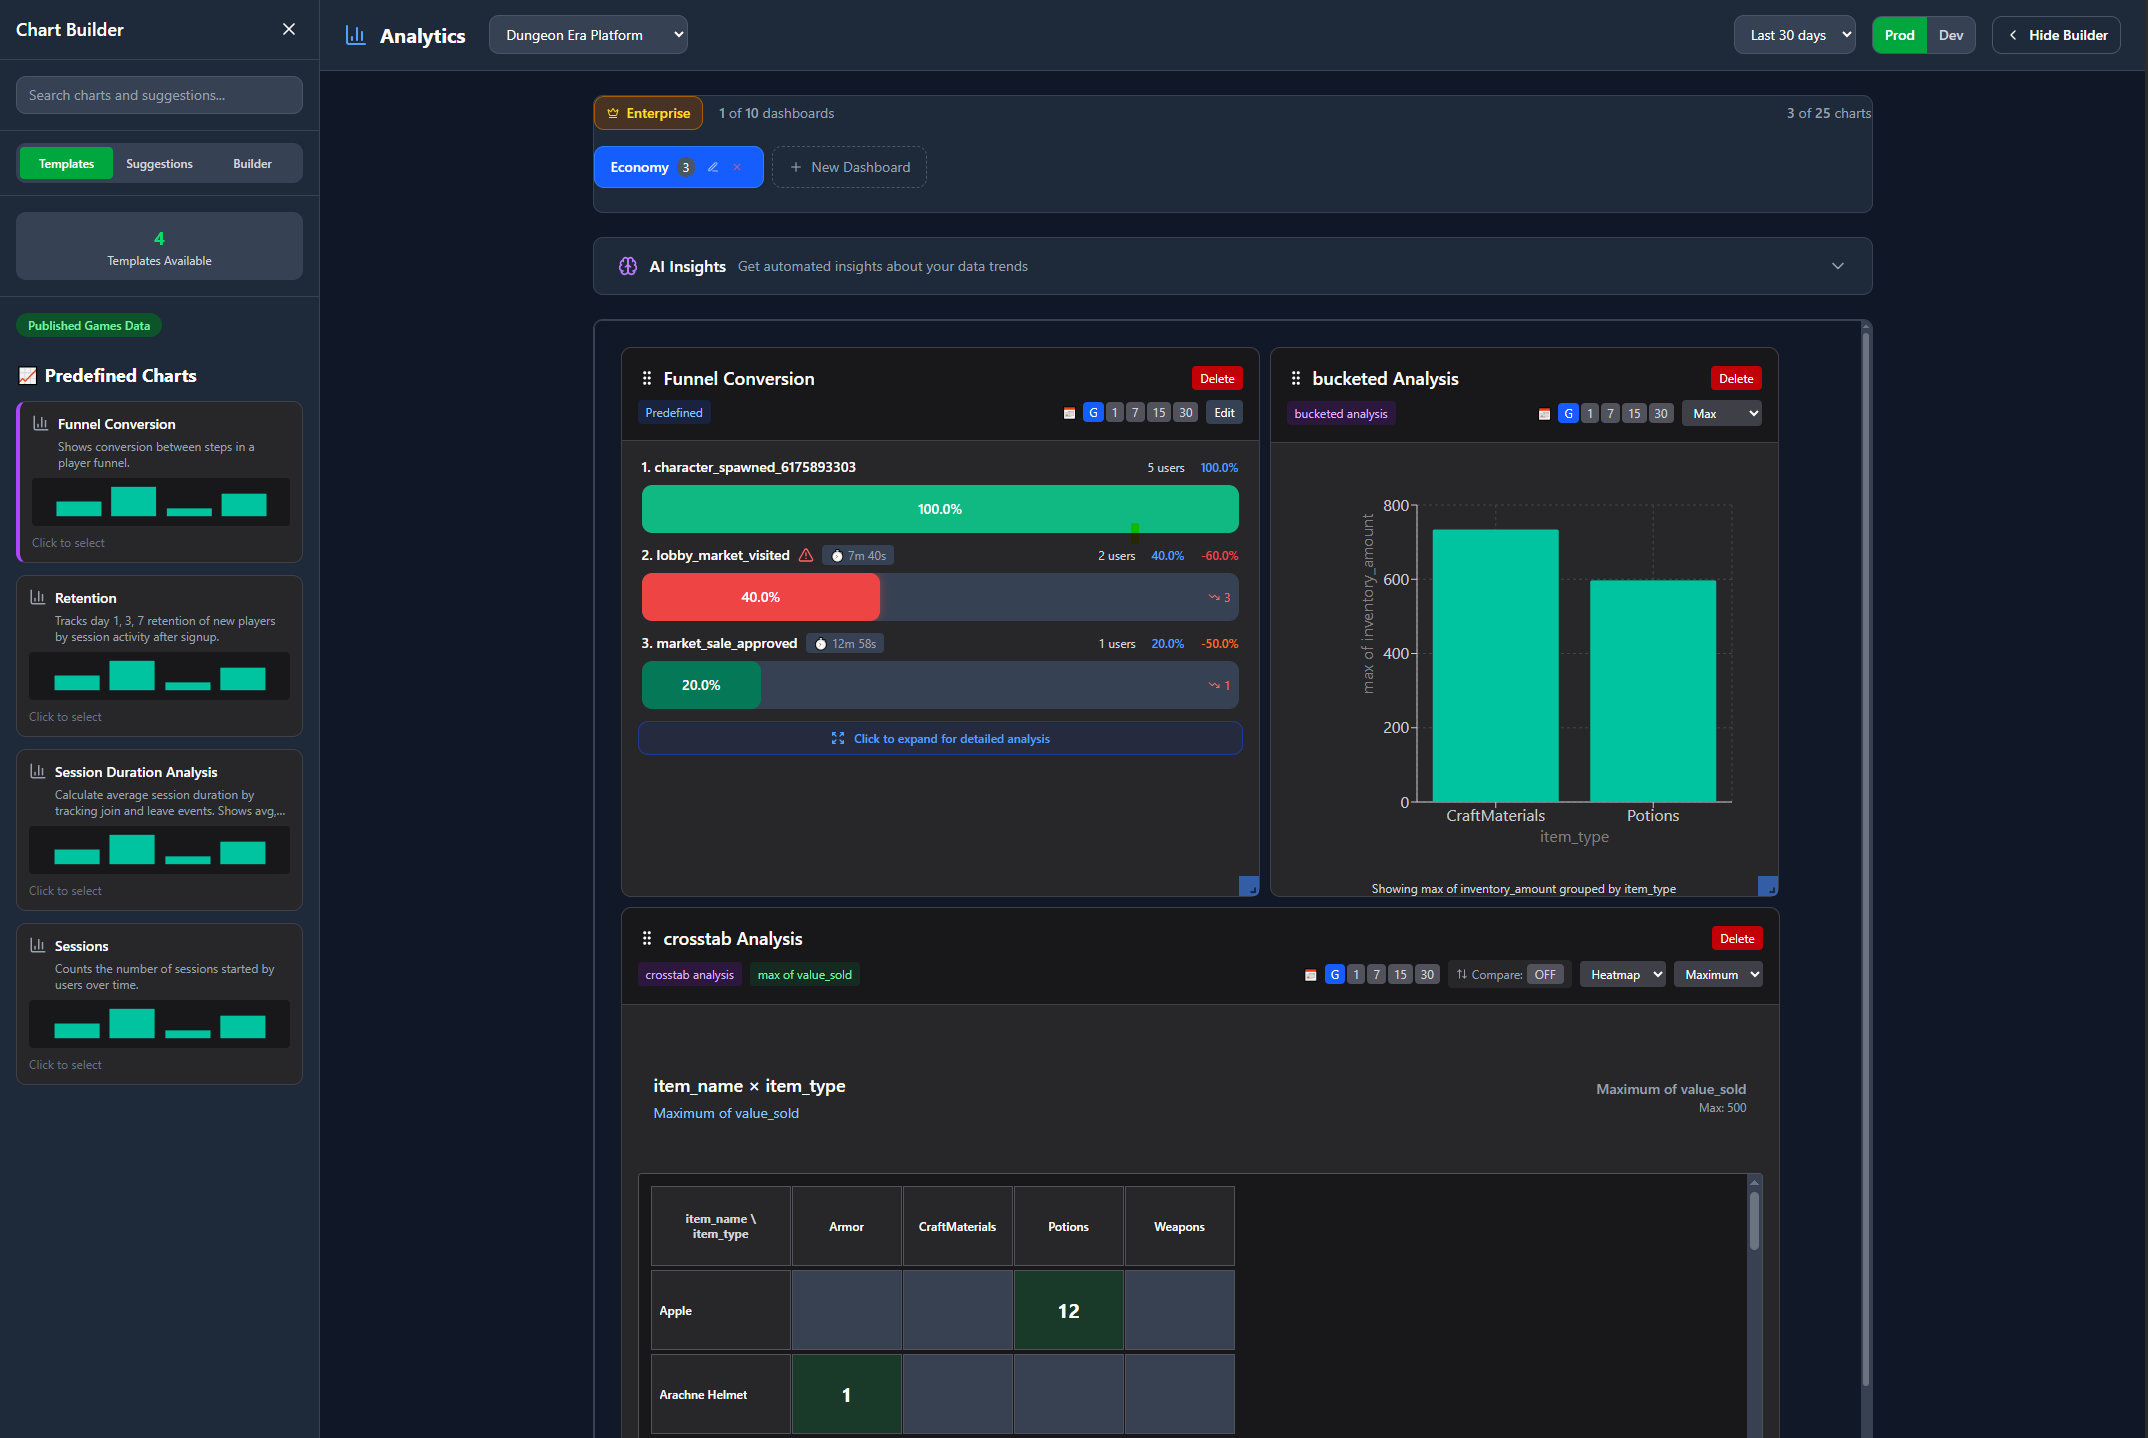 Chart Builder
Search charts and suggestions...
Templates
Suggestions
Builder
4
Templates Available
Published Games Data
Predefined Charts
Funnel Conversion
Shows conversion between steps in a
player funnel.
Click to select
Retention
Tracks day 1, 3, 7 retention of new players
by session activity after signup.
Click to select
Session Duration Analysis
Calculate average session duration by
tracking join and leave events. Shows avg,...
Click to select
Sessions
Counts the number of sessions started by
users over time.
Click to select
Analytics
Dungeon Era Platform
Last 30 days
Prod
Dev
Hide Builder
Enterprise
1 of 10 dashboards
3 of 25 charts
Economy 3
New Dashboard
AI Insights
Get automated insights about your data trends
Funnel Conversion
Delete
Predefined
G 1 7 15 30
Edit
1. character_spawned_6175893303
5 users 100.0%
100.0%
2. lobby_market_visited
7m 40s
2 users 40.0% -60.0%
40.0%
3
3. market_sale_approved
12m 58s
1 users 20.0% -50.0%
20.0%
1
Click to expand for detailed analysis
bucketed Analysis
Delete
bucketed analysis
G 1 7 15 30
Max
max of inventory_amount
800
600
400
200
0
CraftMaterials
Potions
item_type
Showing max of inventory_amount grouped by item_type
crosstab Analysis
Delete
crosstab analysis
max of value_sold
G 1 7 15 30
Compare: OFF
Heatmap
Maximum
item_name × item_type
Maximum of value_sold
Maximum of value_sold
Max: 500
item_name \
item_type
Armor
CraftMaterials
Potions
Weapons
Apple
12
Arachne Helmet
1